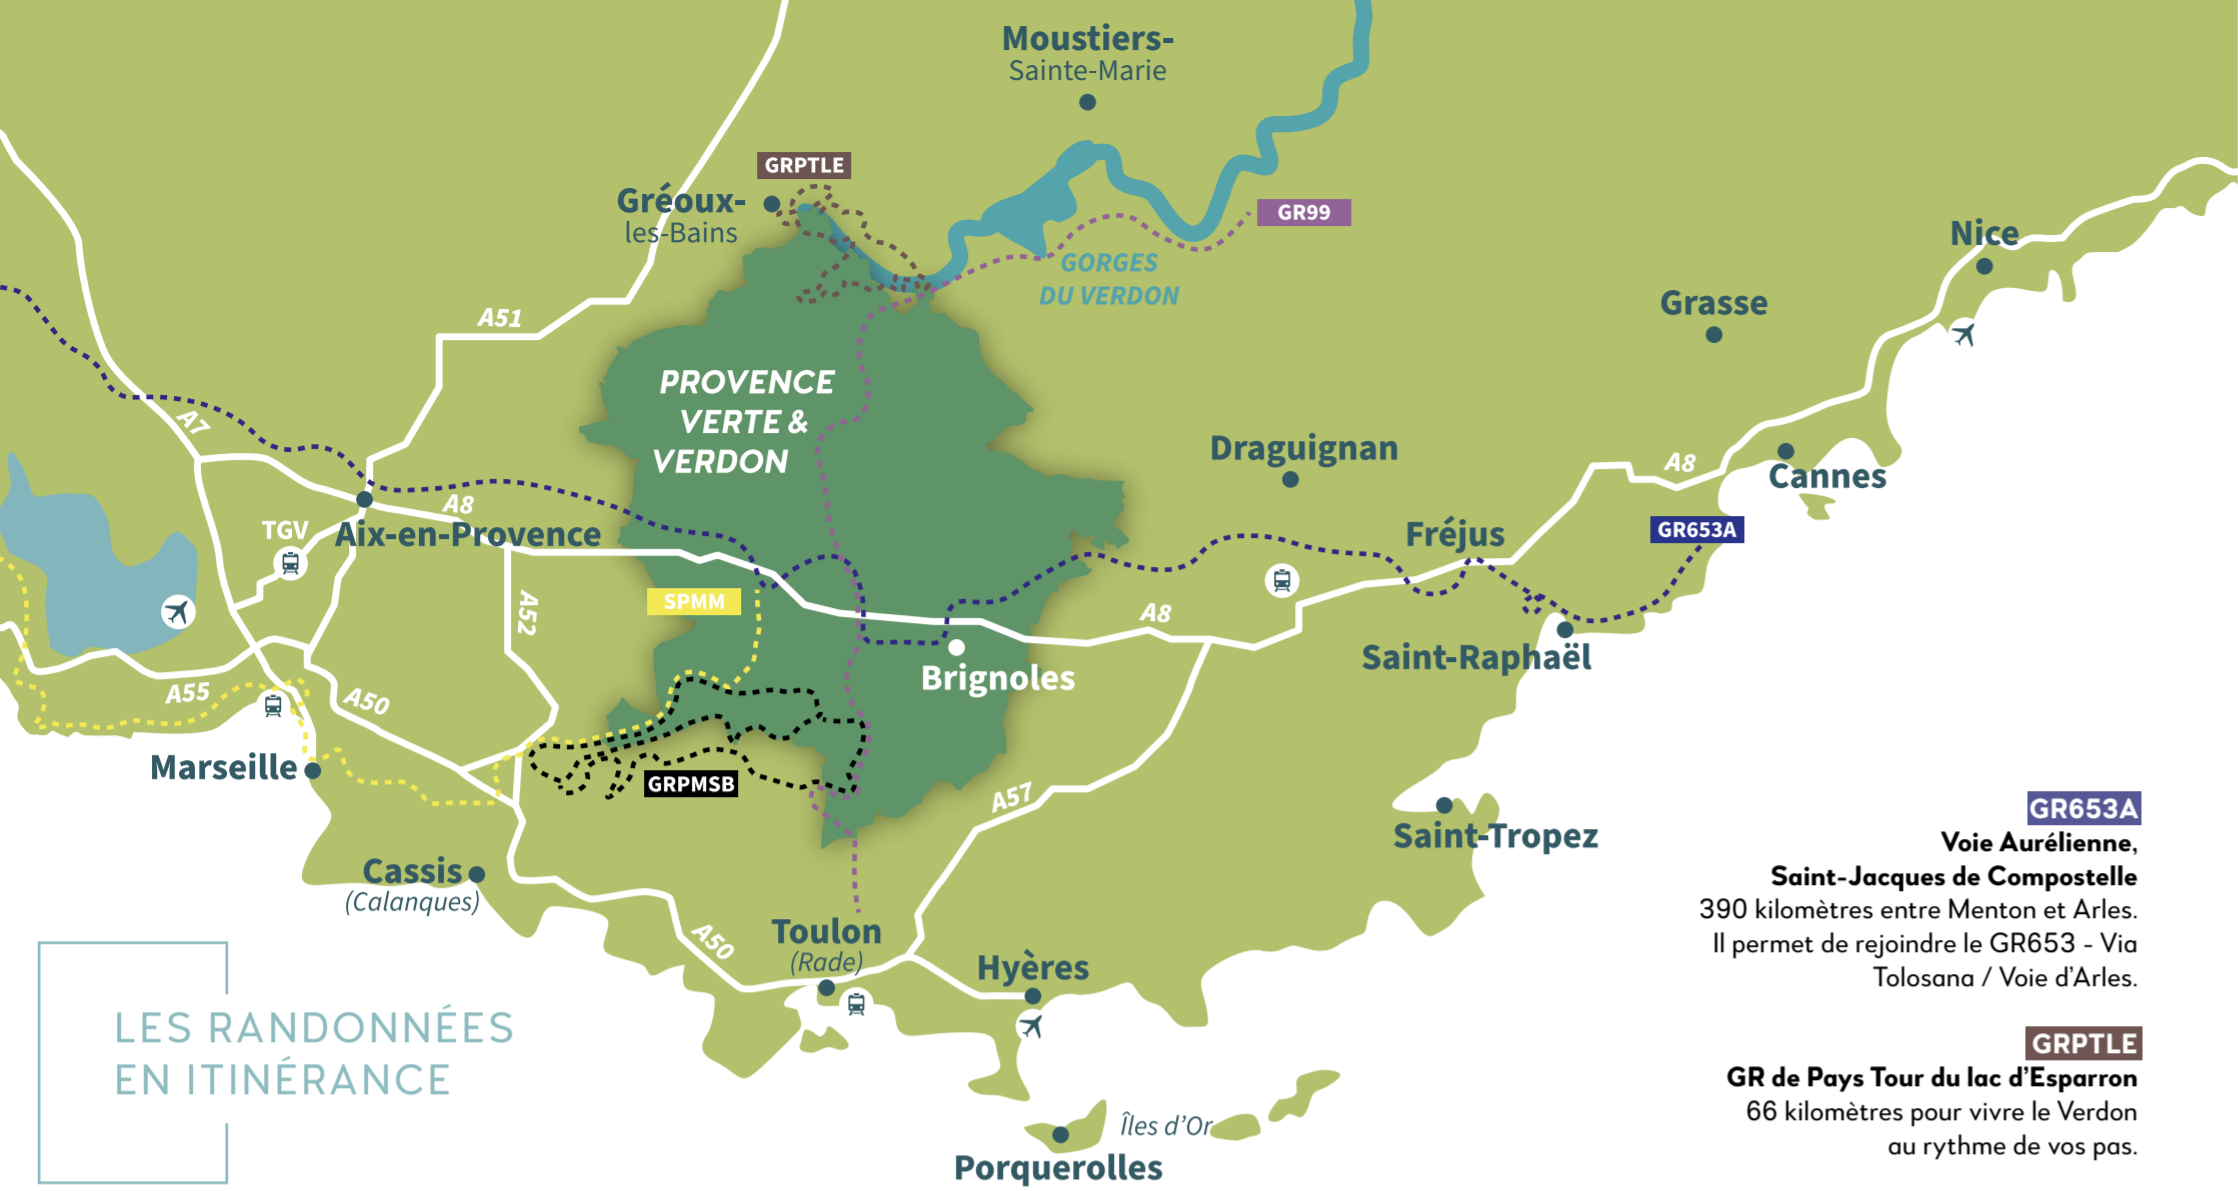 Moustiers-
Sainte-Marie
GRPTLE
Gréoux-
les-Bains
GR99
GORGES
DU VERDON
Nice
Grasse
A51
PROVENCE
VERTE &
VERDON
A7
Draguignan
A8
Cannes
A8
TGV
Aix-en-Provence
Fréjus
GR653A
A52
SPMM
A8
Saint-Raphaël
Brignoles
A55
A50
Marseille
GRPMSB
A57
Saint-Tropez
Cassis
(Calanques)
A50
Toulon
(Rade)
Hyères
Îles d'Or
Porquerolles
LES RANDONNÉES
EN ITINÉRANCE
GR653A
Voie Aurélienne,
Saint-Jacques de Compostelle
390 kilomètres entre Menton et Arles.
Il permet de rejoindre le GR653 - Via
Tolosana / Voie d'Arles.
GRPTLE
GR de Pays Tour du lac d'Esparron
66 kilomètres pour vivre le Verdon
au rythme de vos pas.